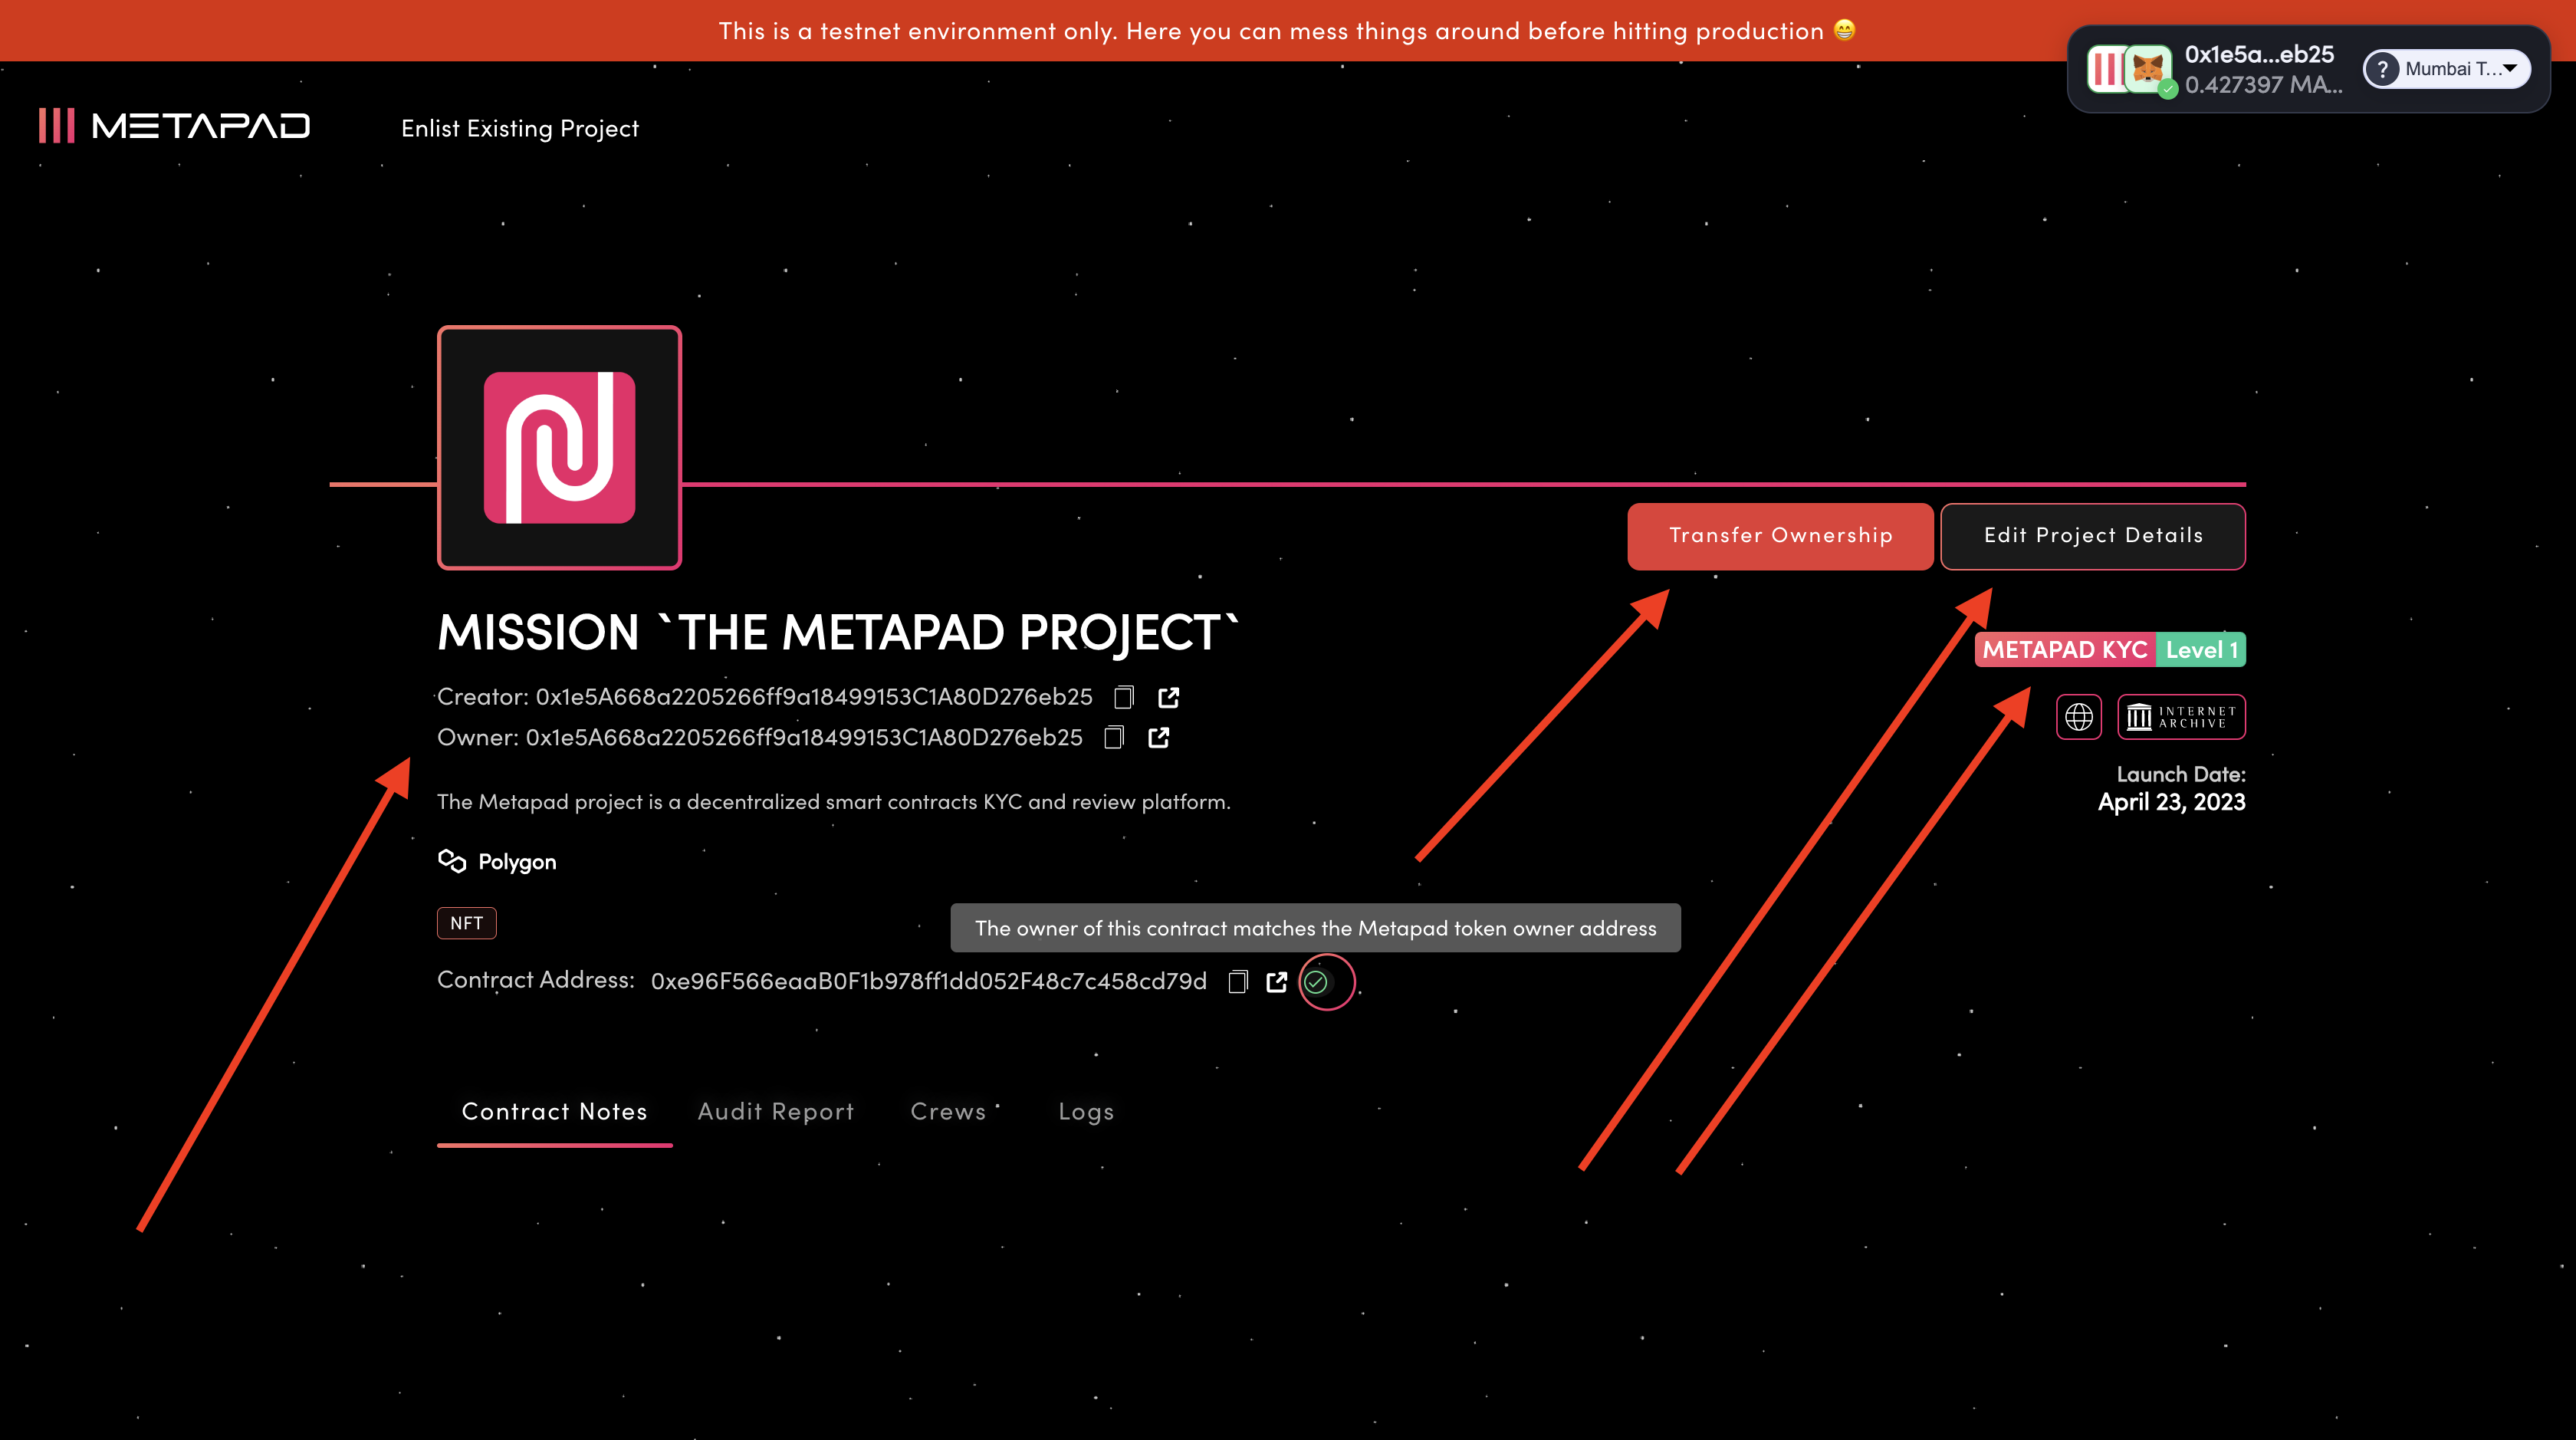 This is a testnet environment only. Here you can mess things around before hitting production 😁
0x1e5a...eb25
0.427397 MA...
? Mumbai T...
METAPAD
Enlist Existing Project
Transfer Ownership
Edit Project Details
MISSION `THE METAPAD PROJECT`
METAPAD KYC Level 1
Creator: 0x1e5A668a2205266ff9a18499153C1A80D276eb25
Owner: 0x1e5A668a2205266ff9a18499153C1A80D276eb25
INTERNET
ARCHIVE
Launch Date:
April 23, 2023
The Metapad project is a decentralized smart contracts KYC and review platform.
Polygon
NFT
The owner of this contract matches the Metapad token owner address
Contract Address: 0xe96F566eaaB0F1b978ff1dd052F48c7c458cd79d
Contract Notes
Audit Report
Crews
Logs